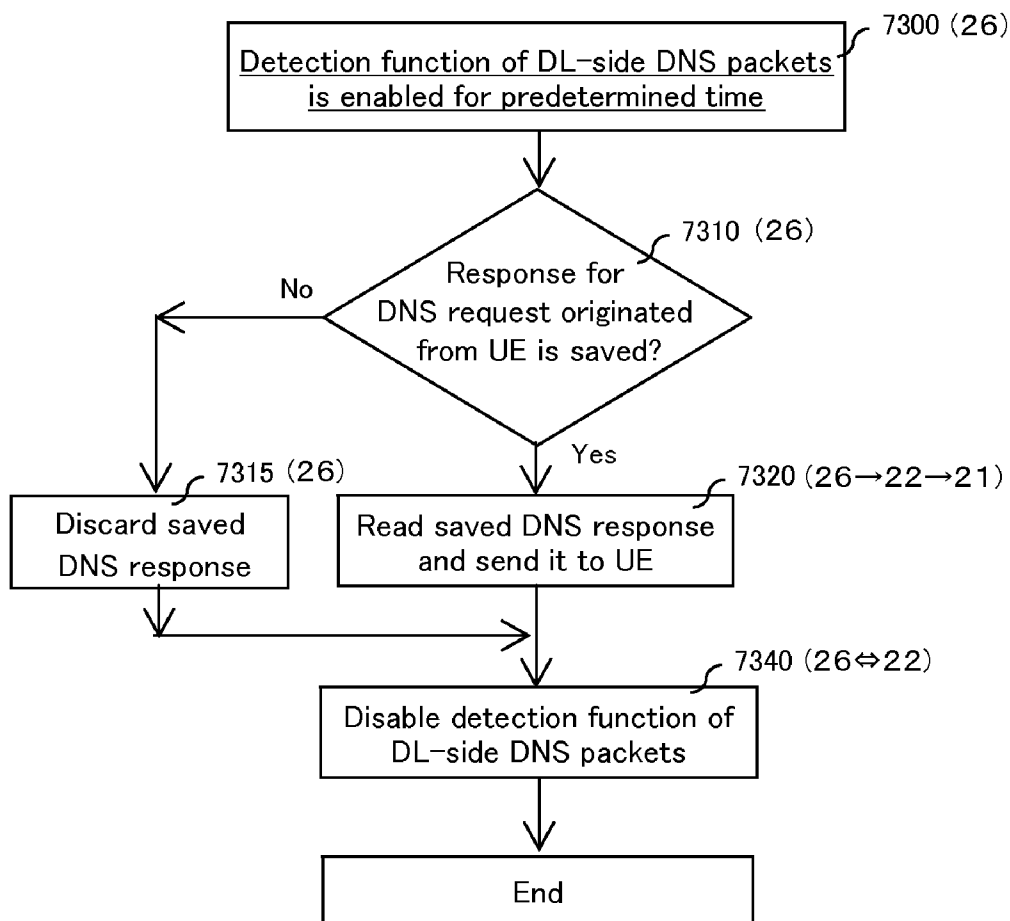 7300 (26)
Detection function of DL-side DNS packets
is enabled for predetermined time
7310 (26)
Response for
DNS request originated
from UE is saved?
No
Yes
7315 (26)
Discard saved
DNS response
7320 (26→22→21)
Read saved DNS response
and send it to UE
7340 (26⇔22)
Disable detection function of
DL-side DNS packets
End